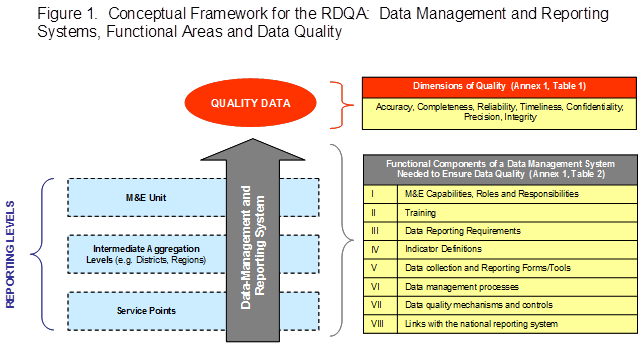 Figure 1.  Conceptual Framework for the RDQA:  Data Management and Reporting
Systems, Functional Areas and Data Quality
QUALITY DATA
Dimensions of Quality (Annex 1, Table 1)
Accuracy, Completeness, Reliability, Timeliness, Confidentiality,
Precision, Integrity
REPORTING LEVELS
M&E Unit
Intermediate Aggregation
Levels (e.g. Districts, Regions)
Service Points
Data-Management and
Reporting System
Functional Components of a Data Management System
Needed to Ensure Data Quality (Annex 1, Table 2)
I M&E Capabilities, Roles and Responsibilities
II Training
III Data Reporting Requirements
IV Indicator Definitions
V Data collection and Reporting Forms/Tools
VI Data management processes
VII Data quality mechanisms and controls
VIII Links with the national reporting system